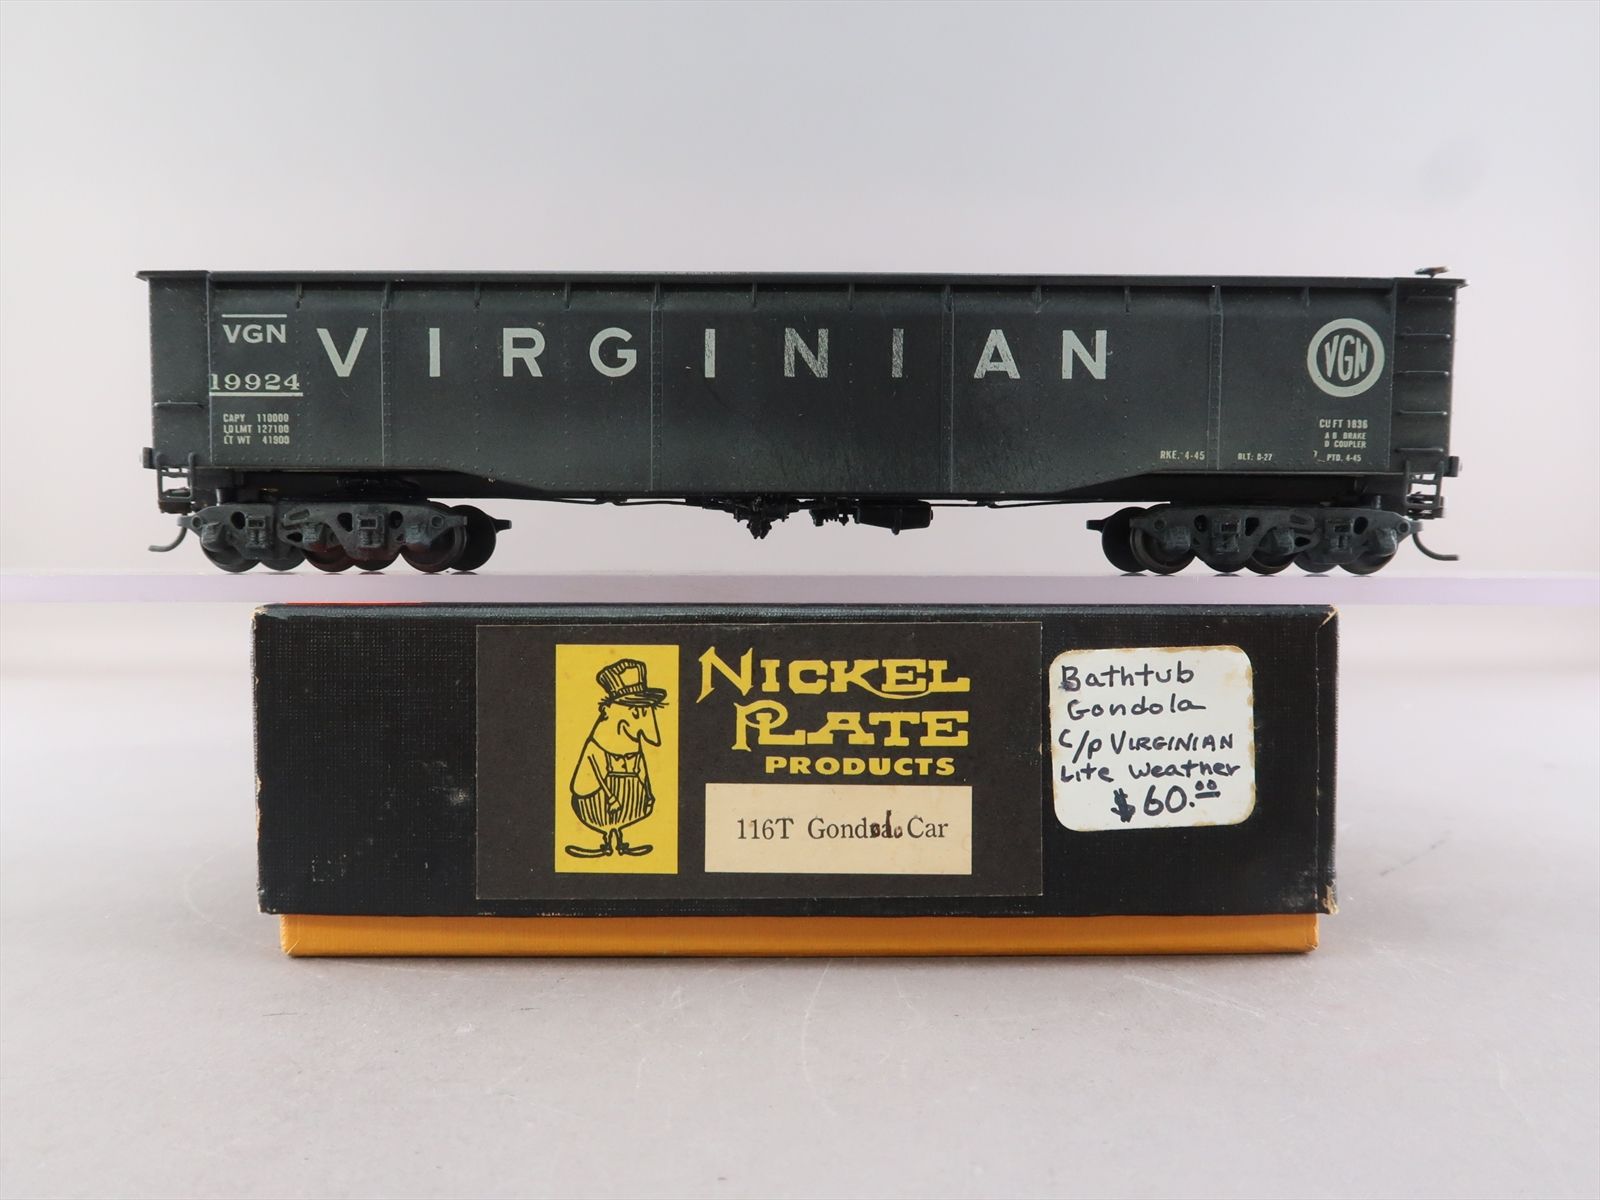 VGN
19924
CAPY 110000
LDLMT 127100
LT WT 41900
VIRGINIAN
RKE. 4-45
BLT. 8-27
VGN
CU FT 1836
AB BRAKE
D COUPLER
PTD. 4-45
NICKEL
PLATE
PRODUCTS
116T Gondola Car
Bathtub
Gondola
c/p VIRGINIAN
Lite Weather
$60.00